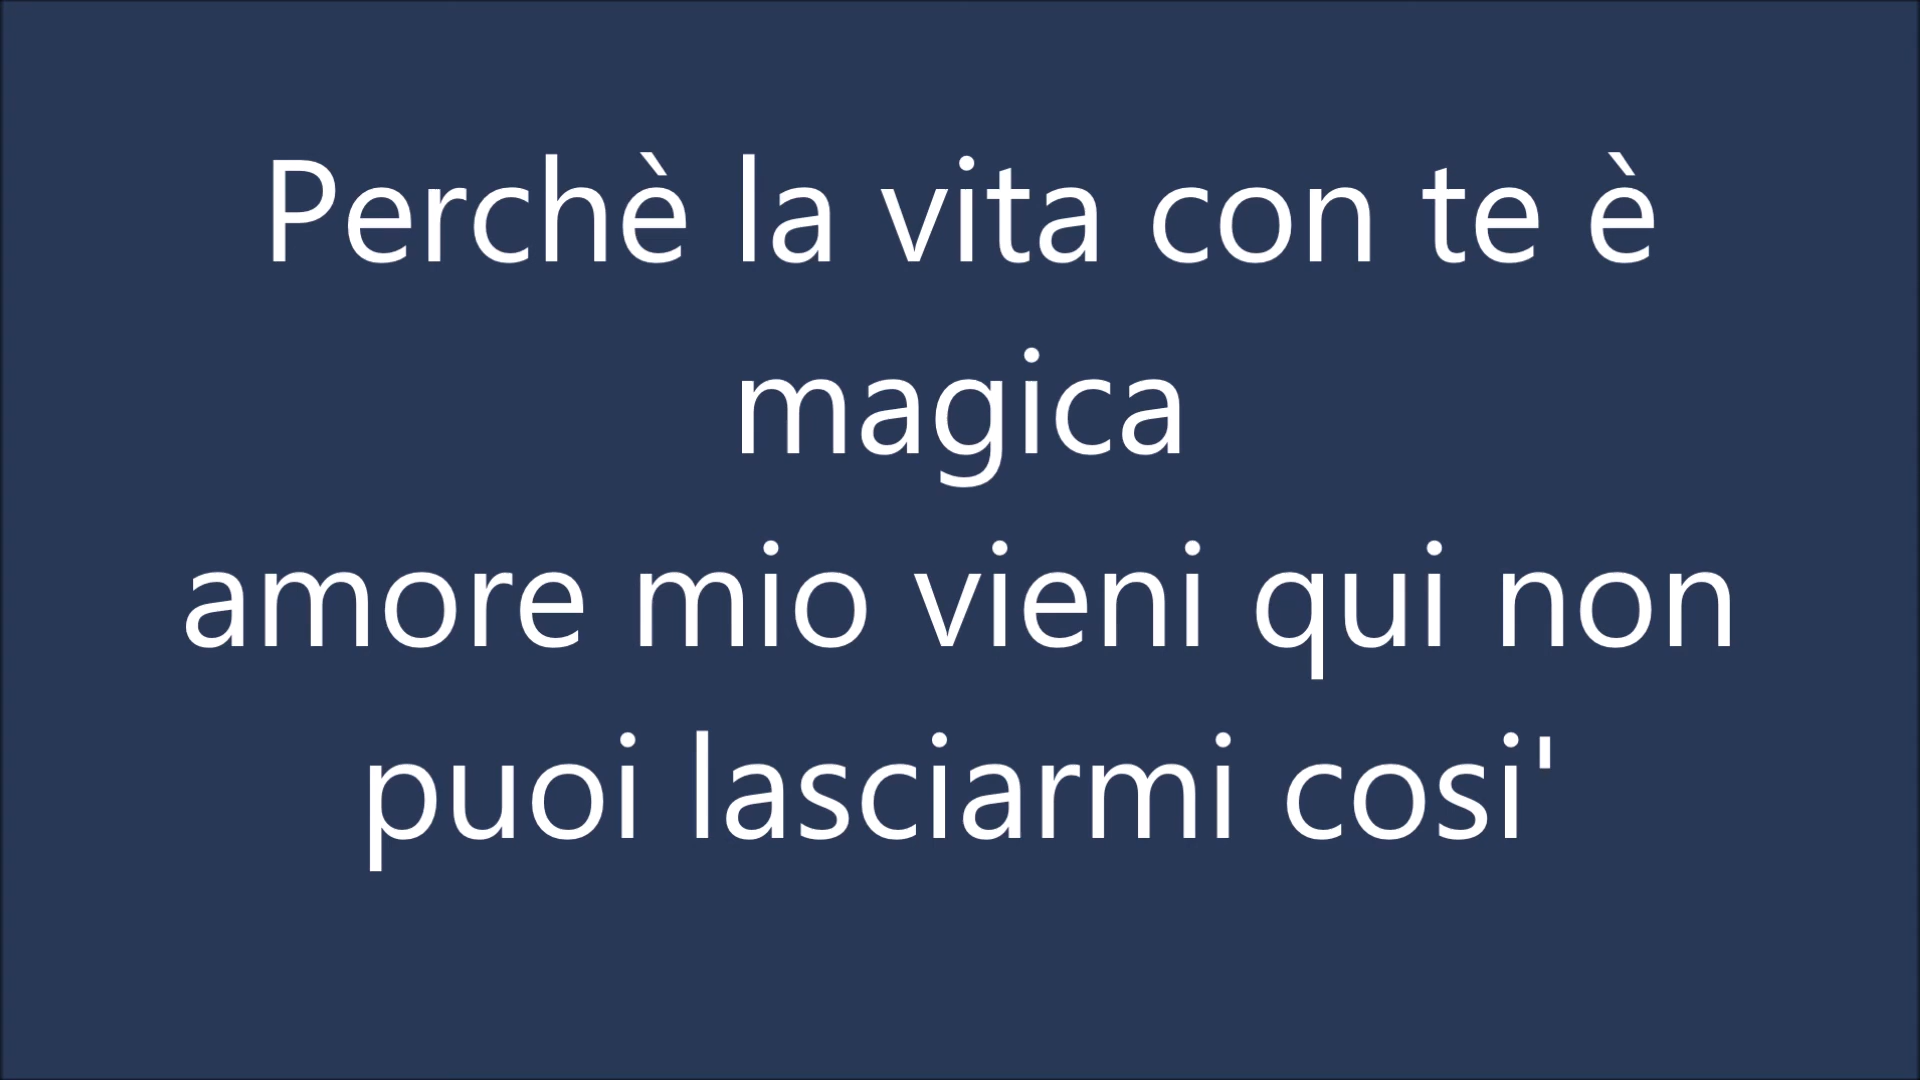 Perchè la vita con te è
magica
amore mio vieni qui non
puoi lasciarmi cosi'